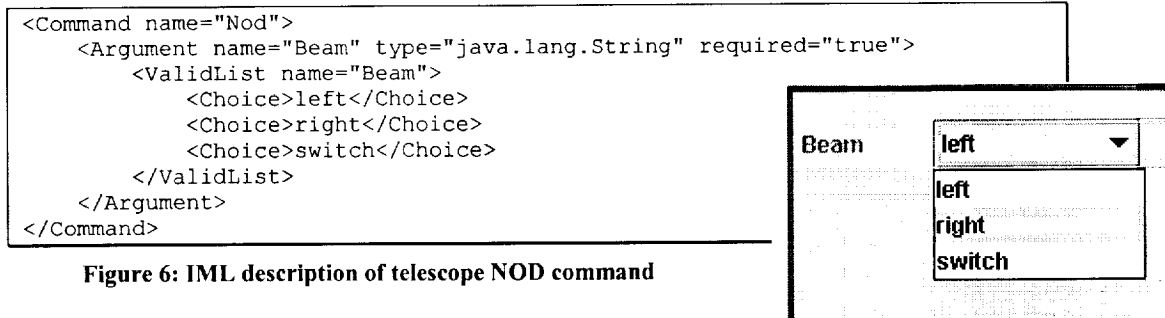 <Command name="Nod">
<Argument name="Beam" type="java.lang.String" required="true">
<ValidList name="Beam">
<Choice>left</Choice>
<Choice>right</Choice>
<Choice>switch</Choice>
</ValidList>
</Argument>
</Command>
Figure 6: IML description of telescope NOD command
Beam left
left
right
switch